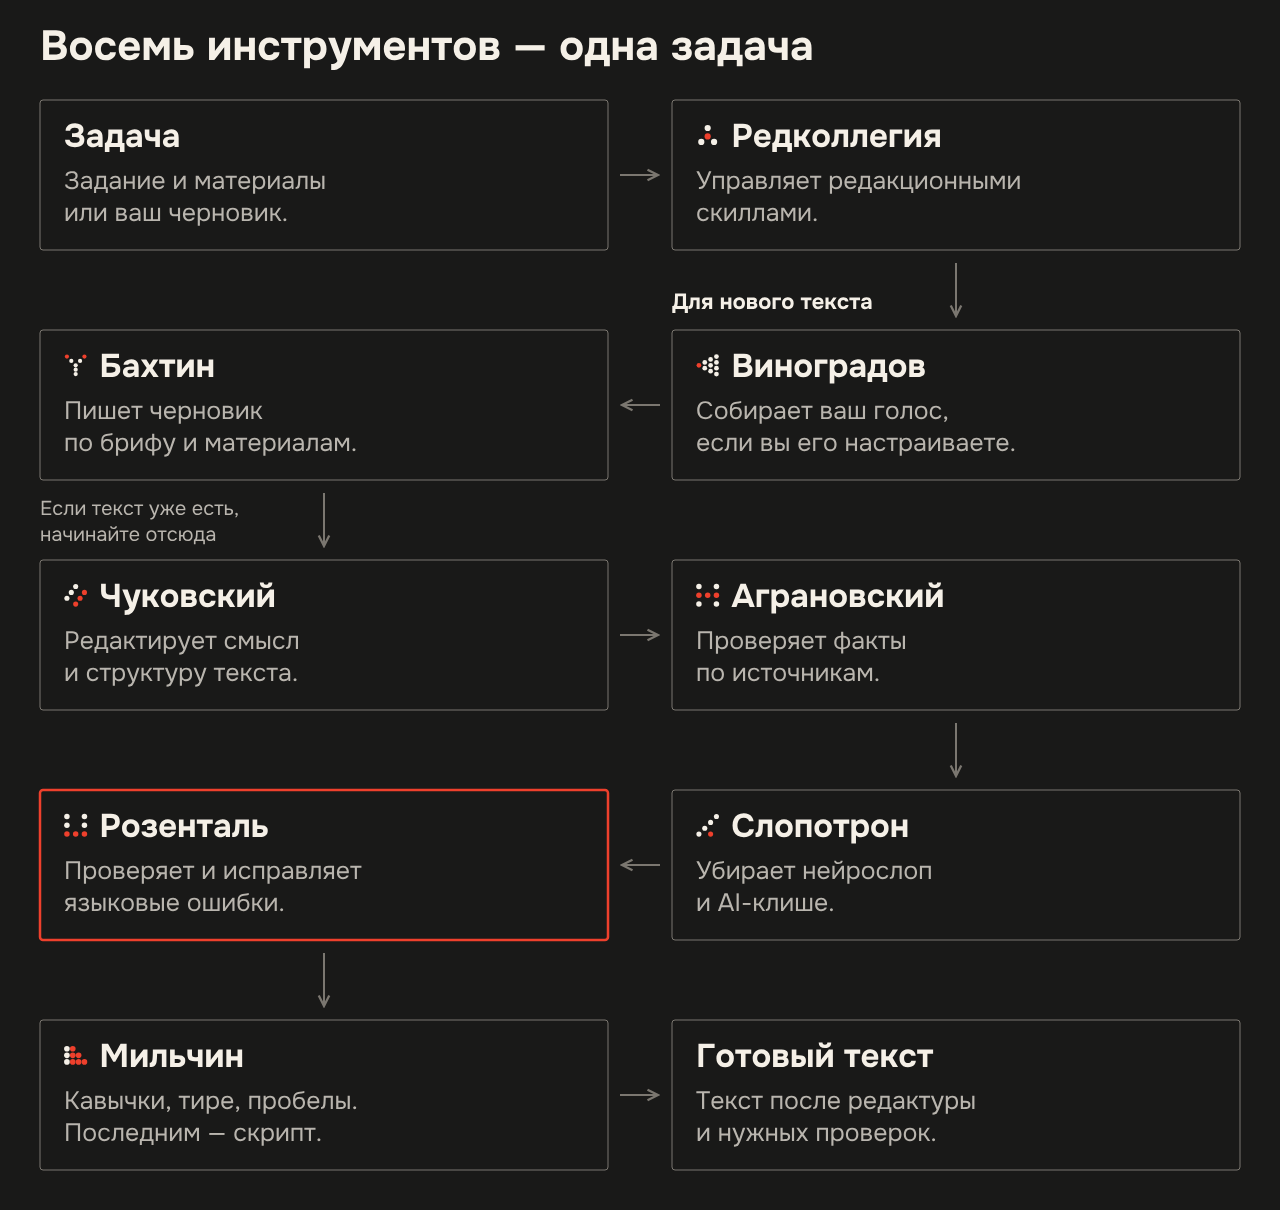 Восемь инструментов — одна задача
Задача
Задание и материалы
или ваш черновик.
Редколлегия
Управляет редакционными
скиллами.
Для нового текста
Виноградов
Собирает ваш голос,
если вы его настраиваете.
Бахтин
Пишет черновик
по брифу и материалам.
Если текст уже есть,
начинайте отсюда
Чуковский
Редактирует смысл
и структуру текста.
Аграновский
Проверяет факты
по источникам.
Слопотрон
Убирает нейрослоп
и AI-клише.
Розенталь
Проверяет и исправляет
языковые ошибки.
Мильчин
Кавычки, тире, пробелы.
Последним — скрипт.
Готовый текст
Текст после редактуры
и нужных проверок.